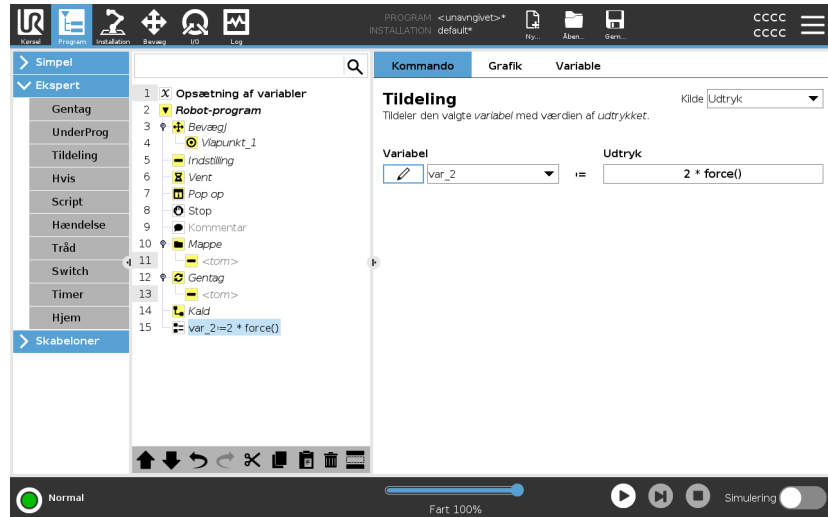 UR
Kørsel Program Installation Bevæg I/O Log
PROGRAM <unavngivet>*
INSTALLATION default*
Ny... Åben... Gem...
cccc
cccc
Simpel
Ekspert
Gentag
UnderProg
Tildeling
Hvis
Script
Hændelse
Tråd
Switch
Timer
Hjem
Skabeloner
1 X Opsætning af variabler
2 Robot-program
3 BevægJ
4 Viapunkt_1
5 Indstilling
6 Vent
7 Pop op
8 Stop
9 Kommentar
10 Mappe
11 <tom>
12 Gentag
13 <tom>
14 Kald
15 var_2:=2 * force()
Kommando Grafik Variable
Tildeling
Kilde Udtryk
Tildeler den valgte variabel med værdien af udtrykket.
Variabel Udtryk
var_2 := 2 * force()
Normal
Fart 100%
Simulering